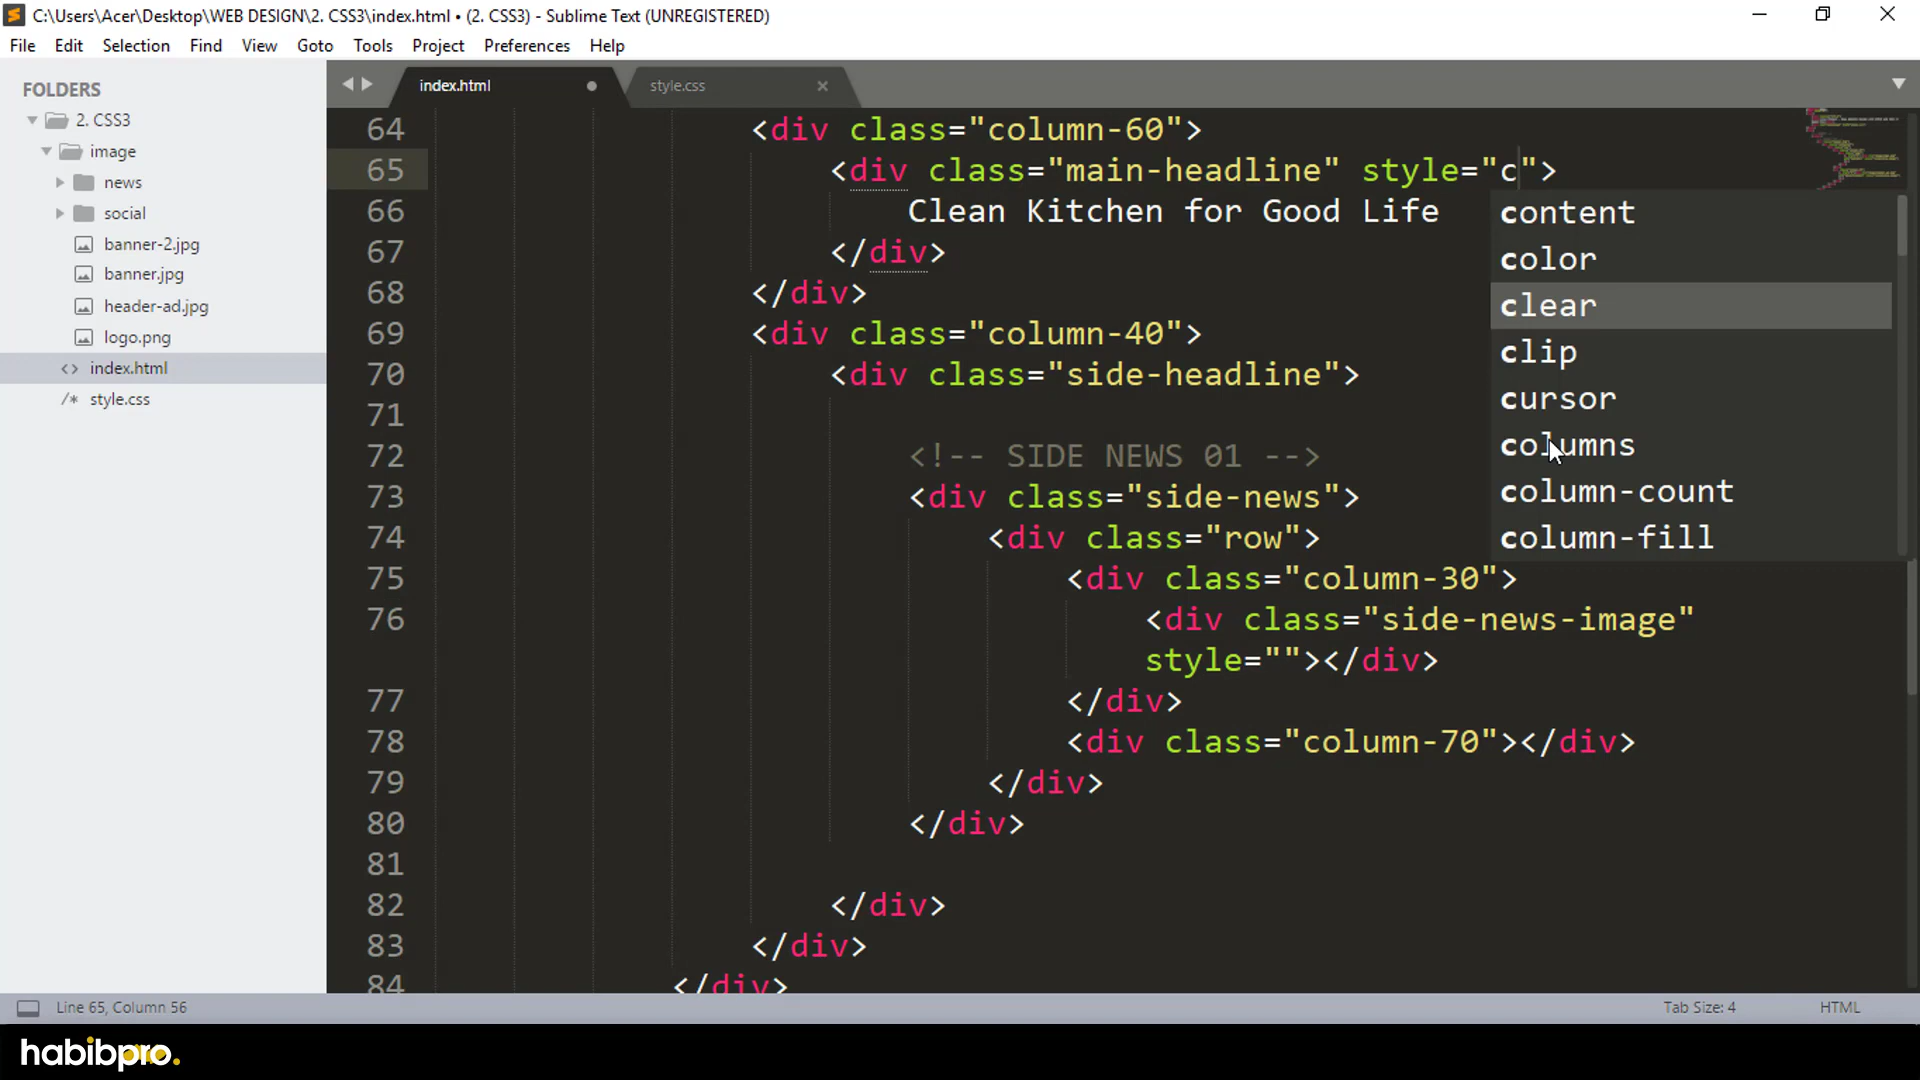 C:\Users\Acer\Desktop\WEB DESIGN\2. CSS3\index.html • (2. CSS3) - Sublime Text (UNREGISTERED)
File Edit Selection Find View Goto Tools Project Preferences Help
FOLDERS
2. CSS3
image
news
social
banner-2.jpg
banner.jpg
header-ad.jpg
logo.png
<> index.html
/* style.css
index.html
style.css
64 <div class="column-60">
65 <div class="main-headline" style="c">
66 Clean Kitchen for Good Life
67 </div>
68 </div>
69 <div class="column-40">
70 <div class="side-headline">
71
72 <!-- SIDE NEWS 01 -->
73 <div class="side-news">
74 <div class="row">
75 <div class="column-30">
76 <div class="side-news-image"
style=""></div>
77 </div>
78 <div class="column-70"></div>
79 </div>
80 </div>
81
82 </div>
83 </div>
84 </div>
content
color
clear
clip
cursor
columns
column-count
column-fill
Line 65, Column 56
Tab Size: 4
HTML
habibpro.